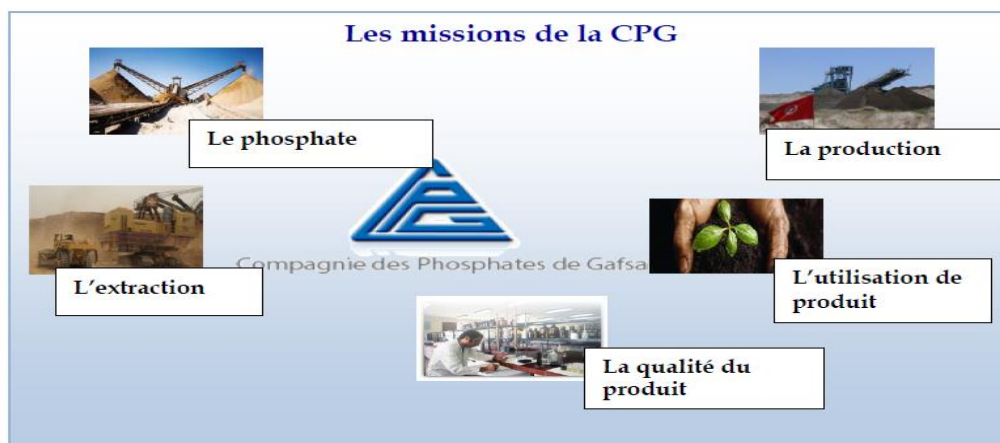 Les missions de la CPG
Le phosphate
La production
CPG
Compagnie des Phosphates de Gafsa
L'extraction
L'utilisation de
produit
La qualité du
produit